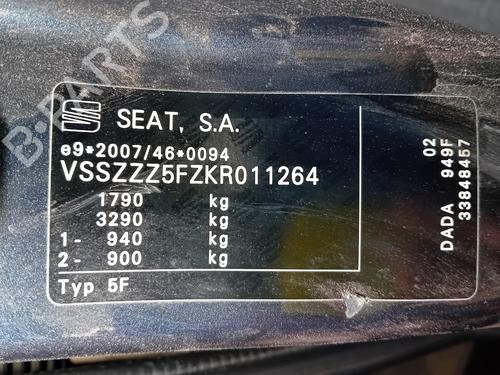 B-PARTS
SEAT, S.A.
e9*2007/46*0094
VSSZZZ5FZKR011264
1790 kg
3290 kg
1- 940 kg
2- 900 kg
Typ 5F
02
DADA 949F
33848457